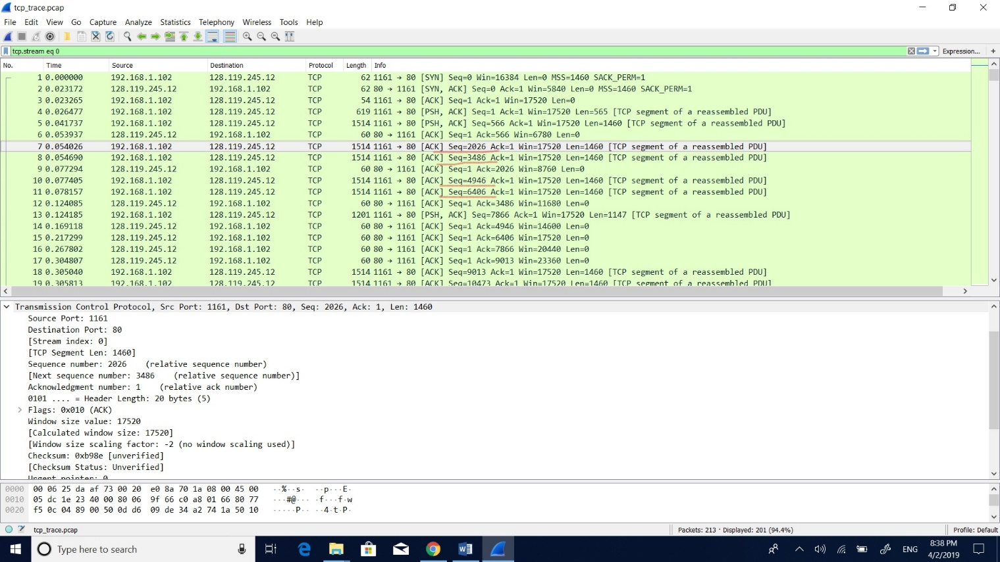 tcp_trace.pcap
File Edit View Go Capture Analyze Statistics Telephony Wireless Tools Help
tcp.stream eq 0 Expression... +
No. Time Source Destination Protocol Length Info
1 0.000000 192.168.1.102 128.119.245.12 TCP 62 1161 → 80 [SYN] Seq=0 Win=16384 Len=0 MSS=1460 SACK_PERM=1
2 0.023172 128.119.245.12 192.168.1.102 TCP 62 80 → 1161 [SYN, ACK] Seq=0 Ack=1 Win=5840 Len=0 MSS=1460 SACK_PERM=1
3 0.023265 192.168.1.102 128.119.245.12 TCP 54 1161 → 80 [ACK] Seq=1 Ack=1 Win=17520 Len=0
4 0.026477 192.168.1.102 128.119.245.12 TCP 619 1161 → 80 [PSH, ACK] Seq=1 Ack=1 Win=17520 Len=565 [TCP segment of a reassembled PDU]
5 0.041737 192.168.1.102 128.119.245.12 TCP 1514 1161 → 80 [PSH, ACK] Seq=566 Ack=1 Win=17520 Len=1460 [TCP segment of a reassembled PDU]
6 0.053937 128.119.245.12 192.168.1.102 TCP 60 80 → 1161 [ACK] Seq=1 Ack=566 Win=6780 Len=0
7 0.054026 192.168.1.102 128.119.245.12 TCP 1514 1161 → 80 [ACK] Seq=2026 Ack=1 Win=17520 Len=1460 [TCP segment of a reassembled PDU]
8 0.054690 192.168.1.102 128.119.245.12 TCP 1514 1161 → 80 [ACK] Seq=3486 Ack=1 Win=17520 Len=1460 [TCP segment of a reassembled PDU]
9 0.077294 128.119.245.12 192.168.1.102 TCP 60 80 → 1161 [ACK] Seq=1 Ack=2026 Win=8760 Len=0
10 0.077405 192.168.1.102 128.119.245.12 TCP 1514 1161 → 80 [ACK] Seq=4946 Ack=1 Win=17520 Len=1460 [TCP segment of a reassembled PDU]
11 0.078157 192.168.1.102 128.119.245.12 TCP 1514 1161 → 80 [ACK] Seq=6406 Ack=1 Win=17520 Len=1460 [TCP segment of a reassembled PDU]
12 0.124085 128.119.245.12 192.168.1.102 TCP 60 80 → 1161 [ACK] Seq=1 Ack=3486 Win=11680 Len=0
13 0.124185 192.168.1.102 128.119.245.12 TCP 1201 1161 → 80 [PSH, ACK] Seq=7866 Ack=1 Win=17520 Len=1147 [TCP segment of a reassembled PDU]
14 0.169118 128.119.245.12 192.168.1.102 TCP 60 80 → 1161 [ACK] Seq=1 Ack=4946 Win=14600 Len=0
15 0.217299 128.119.245.12 192.168.1.102 TCP 60 80 → 1161 [ACK] Seq=1 Ack=6406 Win=17520 Len=0
16 0.267802 128.119.245.12 192.168.1.102 TCP 60 80 → 1161 [ACK] Seq=1 Ack=7866 Win=20440 Len=0
17 0.304807 128.119.245.12 192.168.1.102 TCP 60 80 → 1161 [ACK] Seq=1 Ack=9013 Win=23360 Len=0
18 0.305040 192.168.1.102 128.119.245.12 TCP 1514 1161 → 80 [ACK] Seq=9013 Ack=1 Win=17520 Len=1460 [TCP segment of a reassembled PDU]
19 0.305813 192.168.1.102 128.119.245.12 TCP 1514 1161 → 80 [ACK] Seq=10473 Ack=1 Win=17520 Len=1460 [TCP segment of a reassembled PDU]
Transmission Control Protocol, Src Port: 1161, Dst Port: 80, Seq: 2026, Ack: 1, Len: 1460
Source Port: 1161
Destination Port: 80
[Stream index: 0]
[TCP Segment Len: 1460]
Sequence number: 2026 (relative sequence number)
[Next sequence number: 3486 (relative sequence number)]
Acknowledgment number: 1 (relative ack number)
0101 .... = Header Length: 20 bytes (5)
Flags: 0x010 (ACK)
Window size value: 17520
[Calculated window size: 17520]
[Window size scaling factor: -2 (no window scaling used)]
Checksum: 0xb98e [unverified]
[Checksum Status: Unverified]
Urgent pointer: 0
0000 00 06 25 da af 73 00 20 e0 8a 70 1a 08 00 45 00 ··%··s· ··p···E·
0010 05 dc 1e 23 40 00 80 06 9f 66 c0 a8 01 66 80 77 ···#@··· ·f···f·w
0020 f5 0c 04 89 00 50 0d d6 09 de 34 a2 74 1a 50 10 ·····P·· ··4·t·P·
tcp_trace.pcap Packets: 213 · Displayed: 201 (94.4%) Profile: Default
Type here to search ENG 8:38 PM
4/2/2019